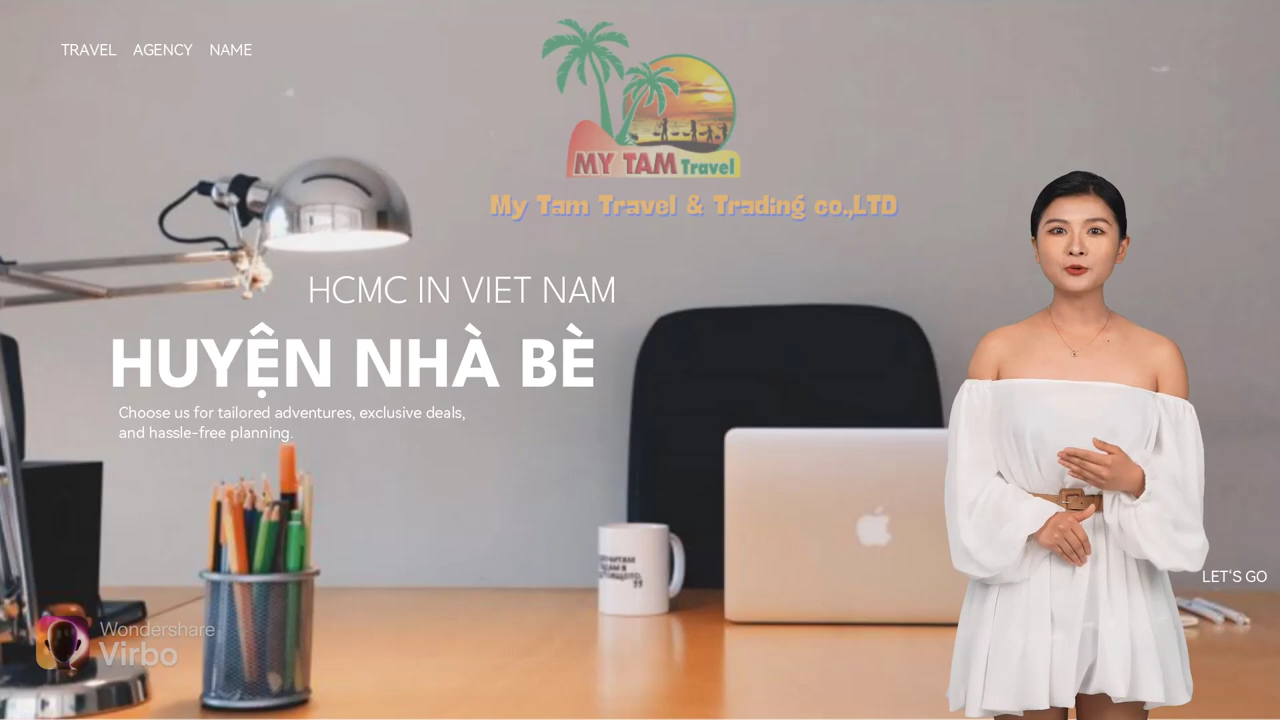 TRAVEL AGENCY NAME
MY TAM Travel
My Tam Travel & Trading co.,LTD
HCMC IN VIET NAM
HUYỆN NHÀ BÈ
Choose us for tailored adventures, exclusive deals,
and hassle-free planning.
LET'S GO
Wondershare
Virbo